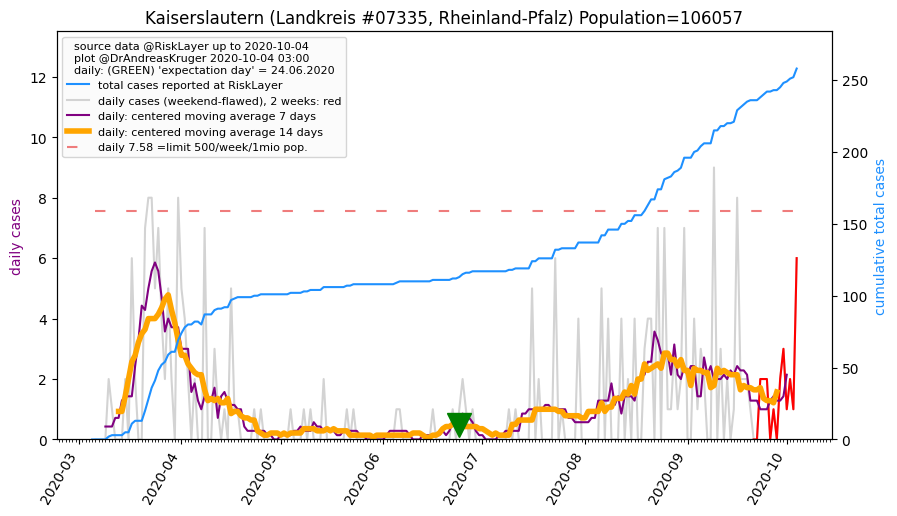 Kaiserslautern (Landkreis #07335, Rheinland-Pfalz) Population=106057
source data @RiskLayer up to 2020-10-04
plot @DrAndreasKruger 2020-10-04 03:00
daily: (GREEN) 'expectation day' = 24.06.2020
total cases reported at RiskLayer
daily cases (weekend-flawed), 2 weeks: red
daily: centered moving average 7 days
daily: centered moving average 14 days
daily 7.58 =limit 500/week/1mio pop.
daily cases
12
10
8
6
4
2
0
cumulative total cases
250
200
150
100
50
0
2020-03
2020-04
2020-05
2020-06
2020-07
2020-08
2020-09
2020-10